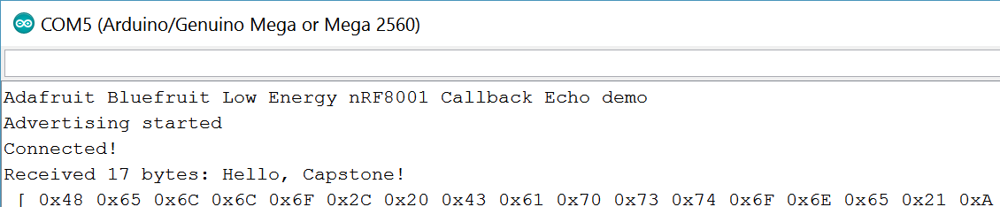 COM5 (Arduino/Genuino Mega or Mega 2560)
Adafruit Bluefruit Low Energy nRF8001 Callback Echo demo
Advertising started
Connected!
Received 17 bytes: Hello, Capstone!
[ 0x48 0x65 0x6C 0x6C 0x6F 0x2C 0x20 0x43 0x61 0x70 0x73 0x74 0x6F 0x6E 0x65 0x21 0xA